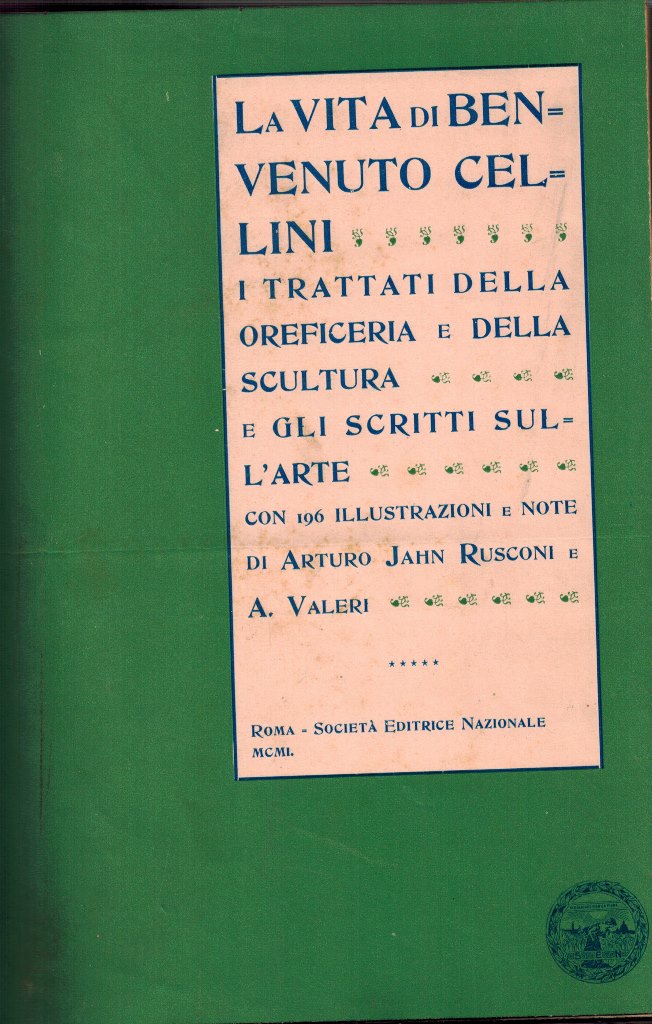 LA VITA DI BEN=
VENUTO CEL=
LINI
I TRATTATI DELLA
OREFICERIA E DELLA
SCULTURA
E GLI SCRITTI SUL=
L'ARTE
CON 196 ILLUSTRAZIONI E NOTE
DI ARTURO JAHN RUSCONI E
A. VALERI
*****
ROMA - SOCIETÀ EDITRICE NAZIONALE
MCMI.
S E N